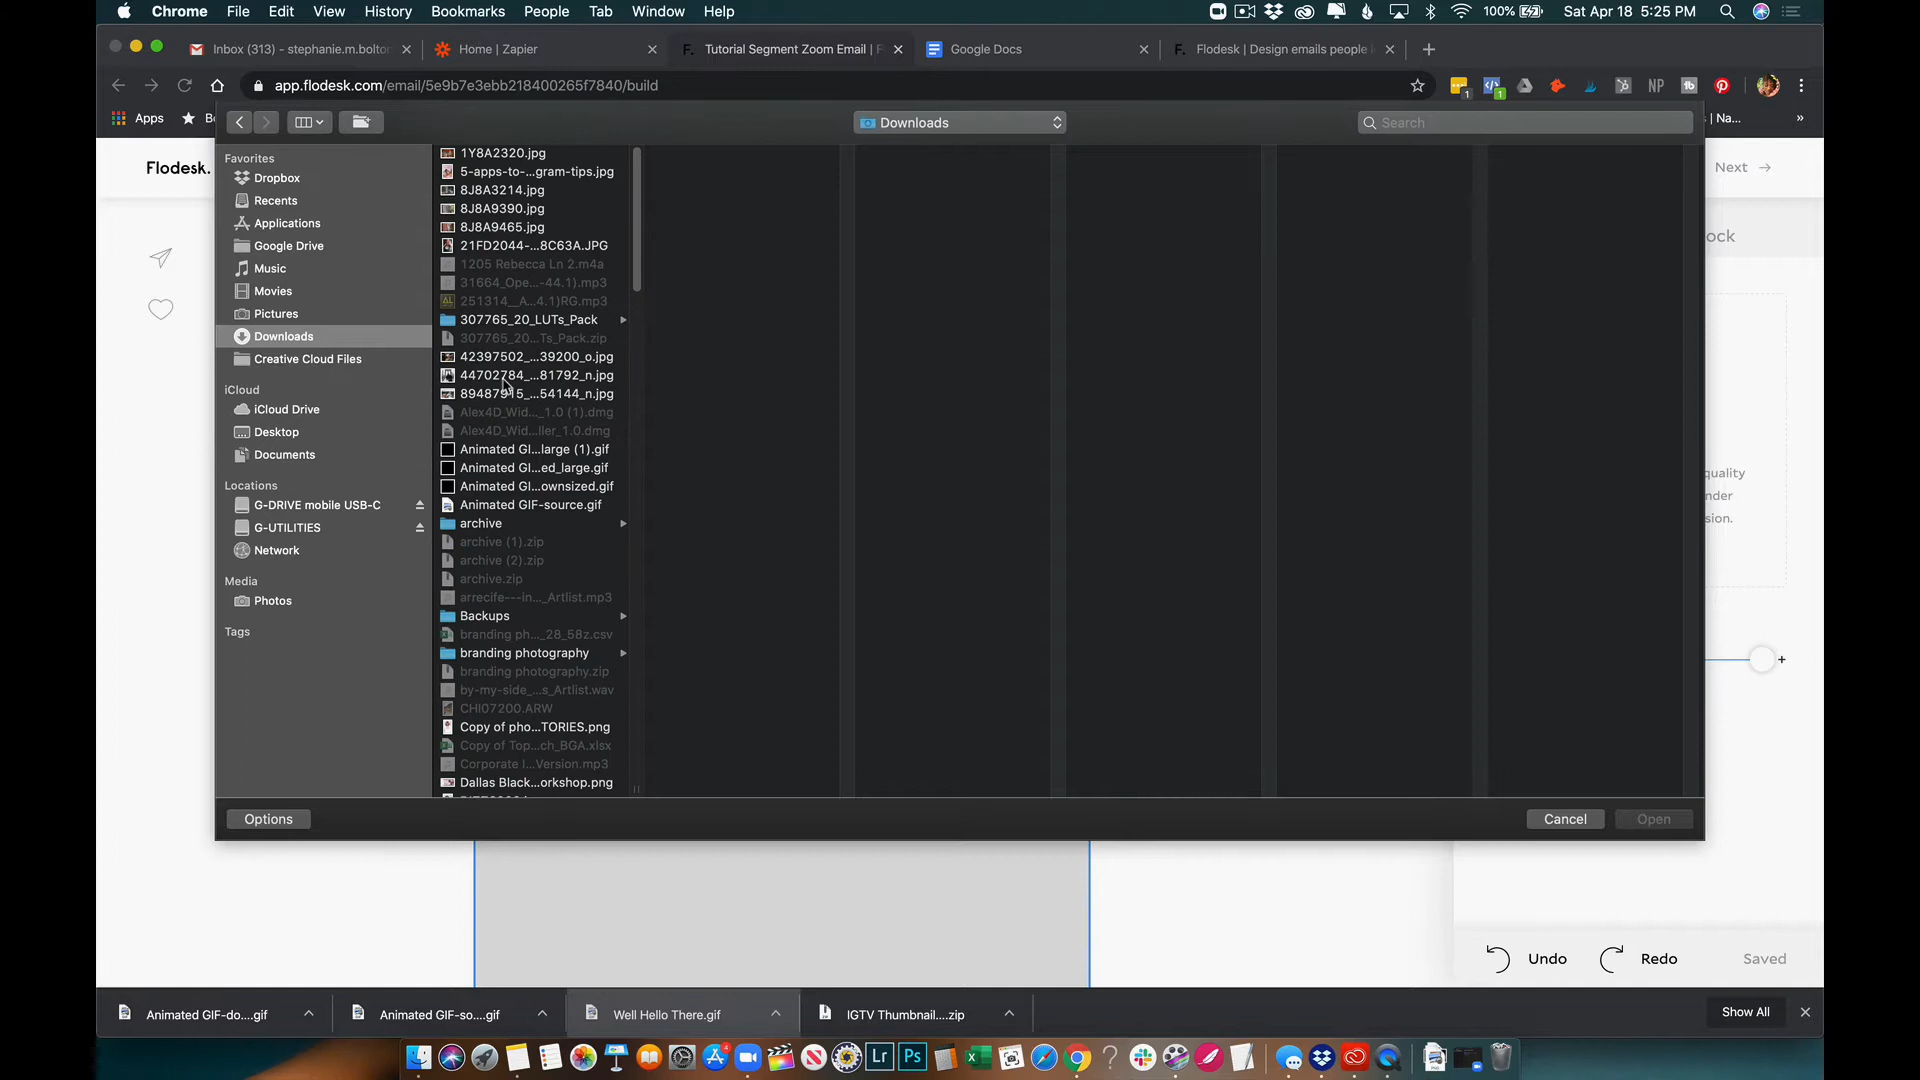 Chrome File Edit View History Bookmarks People Tab Window Help 100% Sat Apr 18 5:25 PM
Inbox (313) - stephanie.m.bolton Home | Zapier Tutorial Segment Zoom Email | F Google Docs Flodesk | Design emails people l
app.flodesk.com/email/5e9b7e3ebb218400265f7840/build
NP
1
1
Apps
| Na...
»
Downloads
Search
Flodesk.
Next
Favorites
Dropbox
Recents
Applications
Google Drive
Music
Movies
Pictures
Downloads
Creative Cloud Files
iCloud
iCloud Drive
Desktop
Documents
Locations
G-DRIVE mobile USB-C
G-UTILITIES
Network
Media
Photos
Tags
1Y8A2320.jpg
5-apps-to-...gram-tips.jpg
8J8A3214.jpg
8J8A9390.jpg
8J8A9465.jpg
21FD2044-...8C63A.JPG
1205 Rebecca Ln 2.m4a
31664_Ope...-44.1).mp3
251314__A...4.1)RG.mp3
307765_20_LUTs_Pack
307765_20...Ts_Pack.zip
42397502_...39200_o.jpg
44702784_...81792_n.jpg
89487915_...54144_n.jpg
Alex4D_Wid..._1.0 (1).dmg
Alex4D_Wid...ller_1.0.dmg
Animated GI...large (1).gif
Animated GI...ed_large.gif
Animated GI...ownsized.gif
Animated GIF-source.gif
archive
archive (1).zip
archive (2).zip
archive.zip
arrecife---in..._Artlist.mp3
Backups
branding ph..._28_58z.csv
branding photography
branding photography.zip
by-my-side_...s_Artlist.wav
CHI07200.ARW
Copy of pho...TORIES.png
Copy of Top...ch_BGA.xlsx
Corporate I...Version.mp3
Dallas Black...orkshop.png
ock
quality
nder
sion.
+
Options
Cancel
Open
Undo
Redo
Saved
Animated GIF-do....gif
Animated GIF-so....gif
Well Hello There.gif
IGTV Thumbnail....zip
Show All
4
Lr
Ps